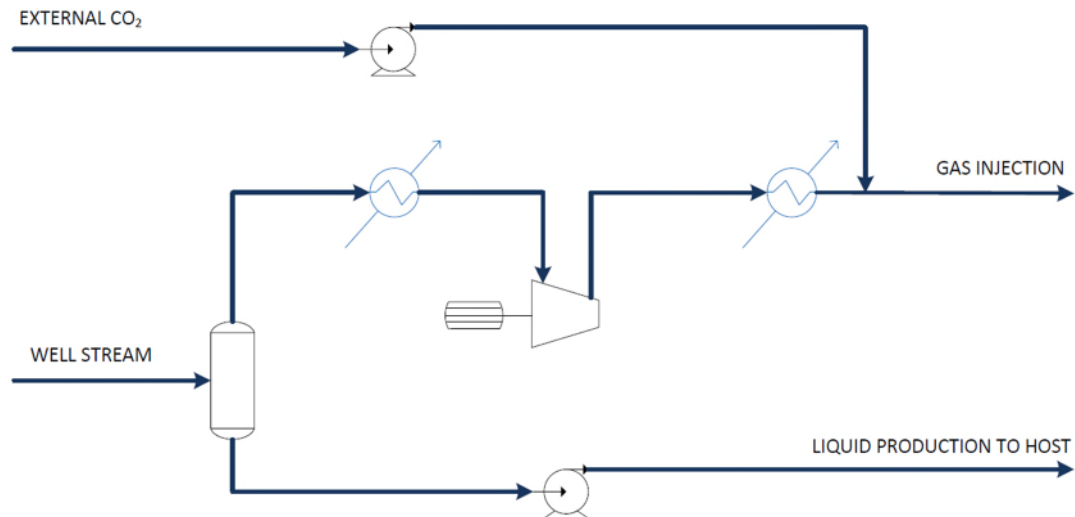 EXTERNAL CO₂
GAS INJECTION
WELL STREAM
LIQUID PRODUCTION TO HOST